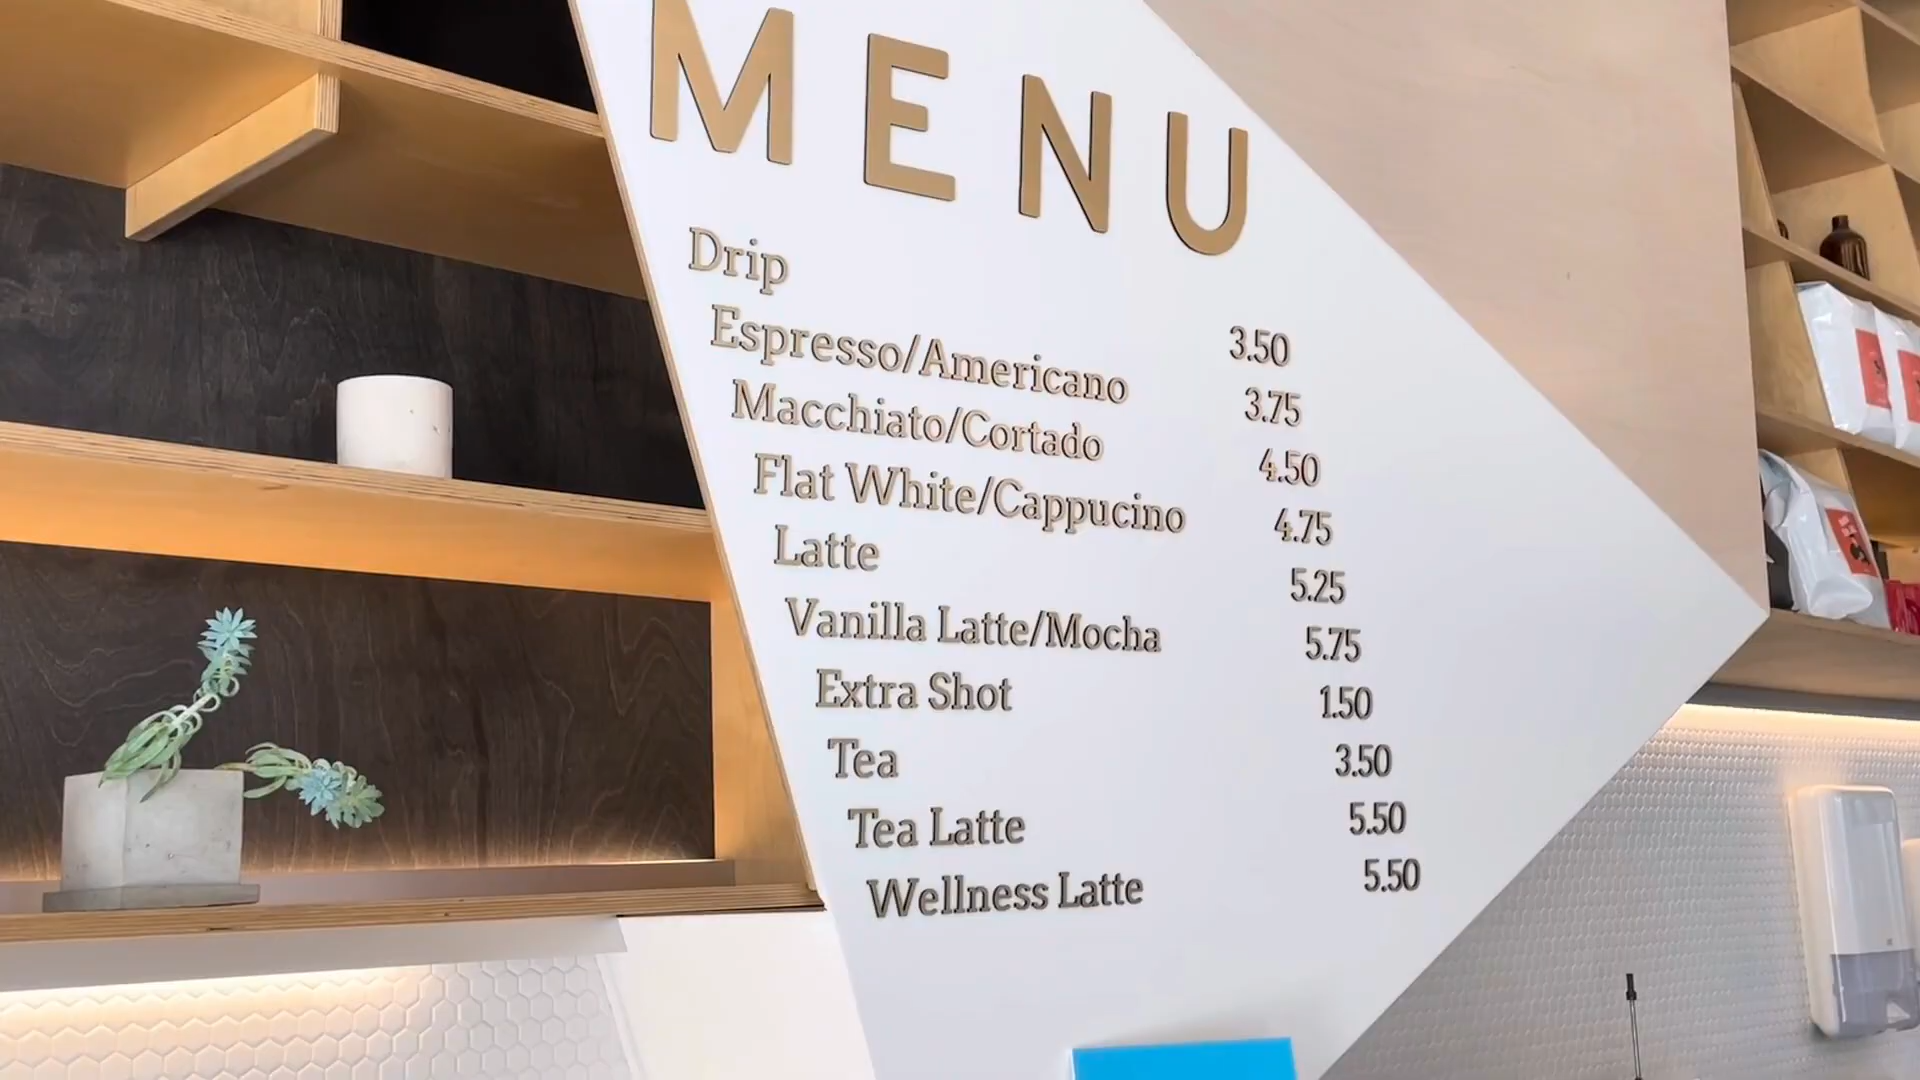 MENU
Drip 3.50
Espresso/Americano 3.75
Macchiato/Cortado 4.50
Flat White/Cappucino 4.75
Latte 5.25
Vanilla Latte/Mocha 5.75
Extra Shot 1.50
Tea 3.50
Tea Latte 5.50
Wellness Latte 5.50